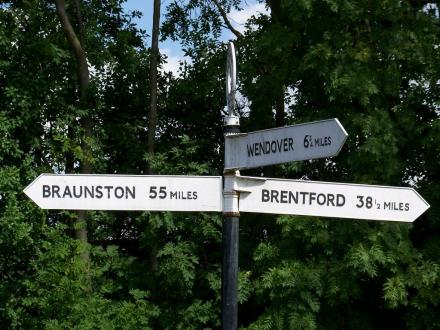 WENDOVER 6¾ MILES
BRAUNSTON 55 MILES
BRENTFORD 38½ MILES